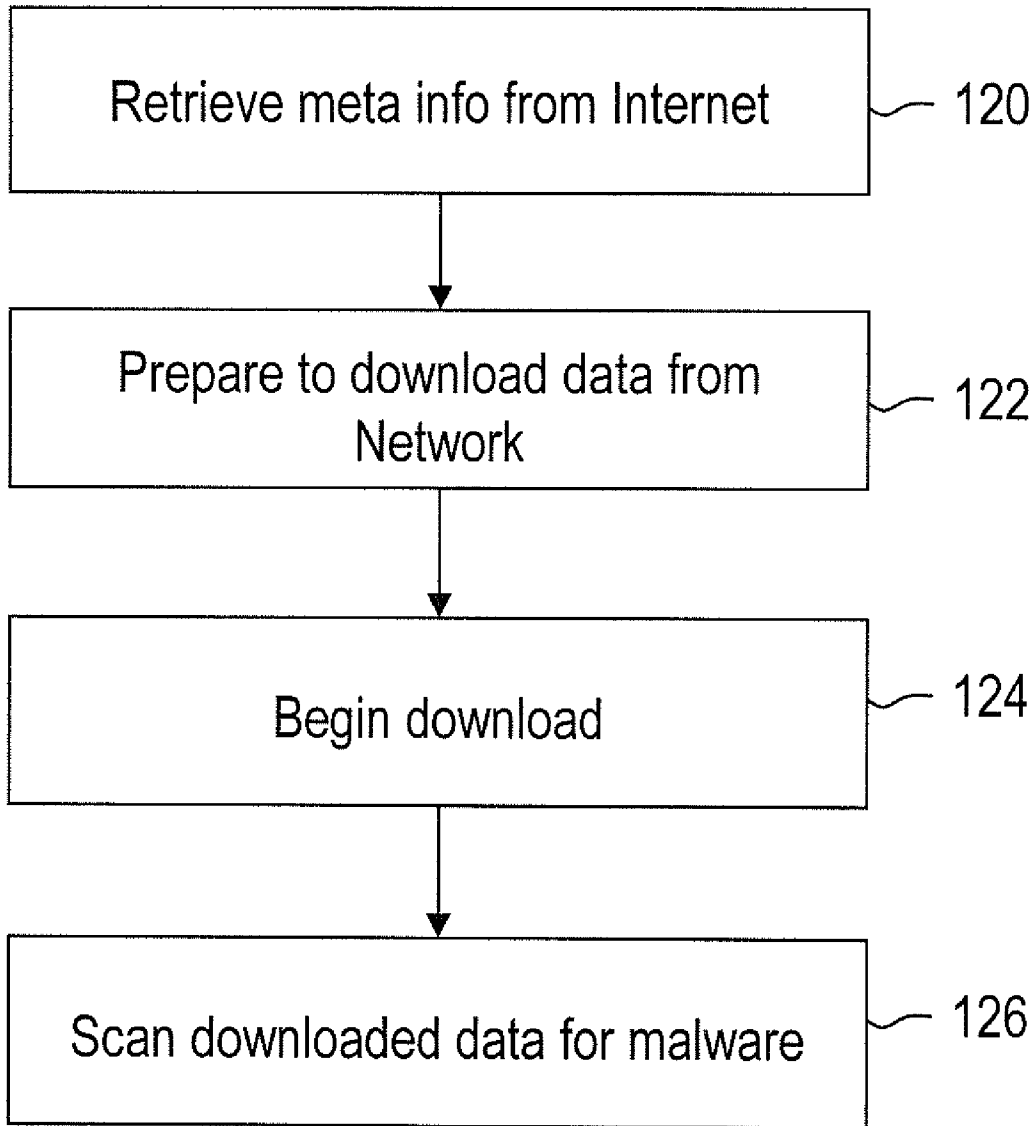 Retrieve meta info from Internet
120
Prepare to download data from
Network
122
Begin download
124
Scan downloaded data for malware
126